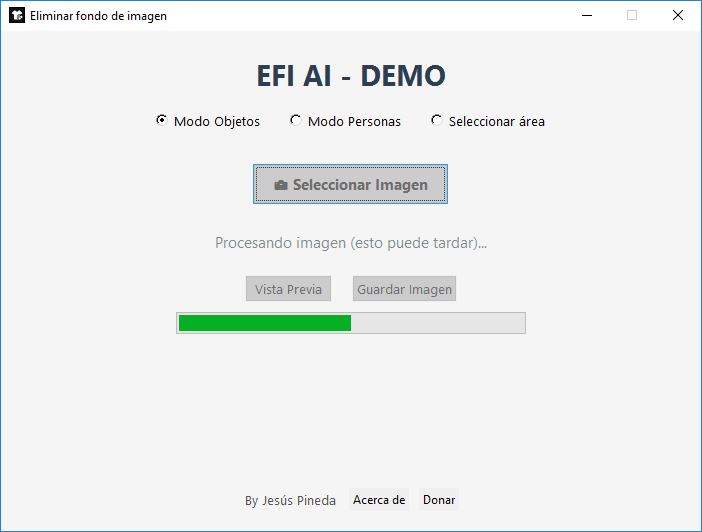 Eliminar fondo de imagen
EFI AI - DEMO
Modo Objetos Modo Personas Seleccionar área
Seleccionar Imagen
Procesando imagen (esto puede tardar)...
Vista Previa Guardar Imagen
By Jesús Pineda Acerca de Donar